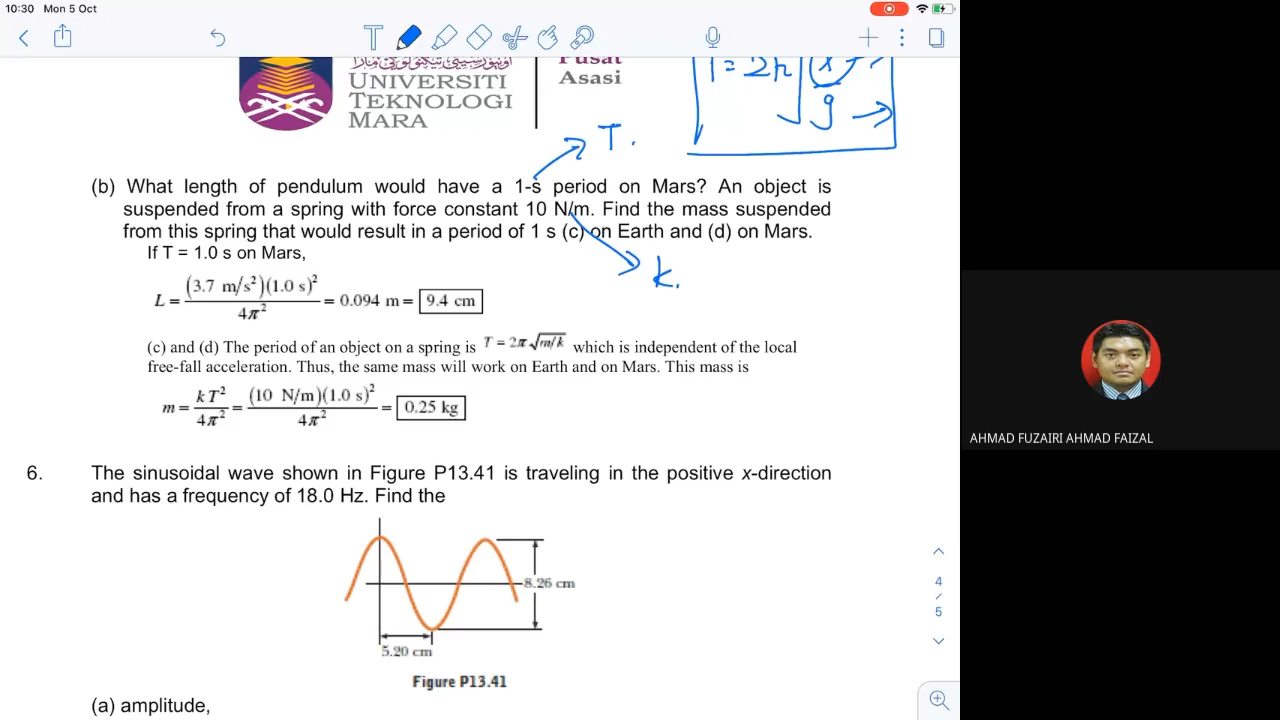 10:30 Mon 5 Oct
Pusat
Asasi
UNIVERSITI
TEKNOLOGI
MARA
T = 2π √ g
T.
(b) What length of pendulum would have a 1-s period on Mars? An object is
suspended from a spring with force constant 10 N/m. Find the mass suspended
from this spring that would result in a period of 1 s (c) on Earth and (d) on Mars.
If T = 1.0 s on Mars,
k.
L = (3.7 m/s²)(1.0 s)² / 4π² = 0.094 m = 9.4 cm
(c) and (d) The period of an object on a spring is T = 2π √m/k which is independent of the local
free-fall acceleration. Thus, the same mass will work on Earth and on Mars. This mass is
m = kT² / 4π² = (10 N/m)(1.0 s)² / 4π² = 0.25 kg
6. The sinusoidal wave shown in Figure P13.41 is traveling in the positive x-direction
and has a frequency of 18.0 Hz. Find the
8.26 cm
5.20 cm
Figure P13.41
(a) amplitude,
4
/
5
AHMAD FUZAIRI AHMAD FAIZAL